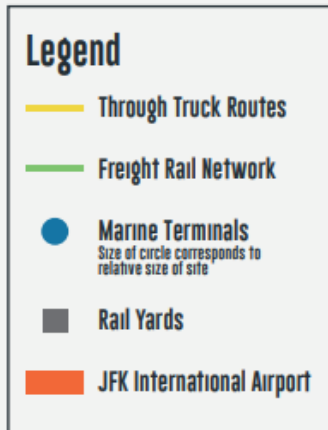 Legend
Through Truck Routes
Freight Rail Network
Marine Terminals
Size of circle corresponds to
relative size of site
Rail Yards
JFK International Airport